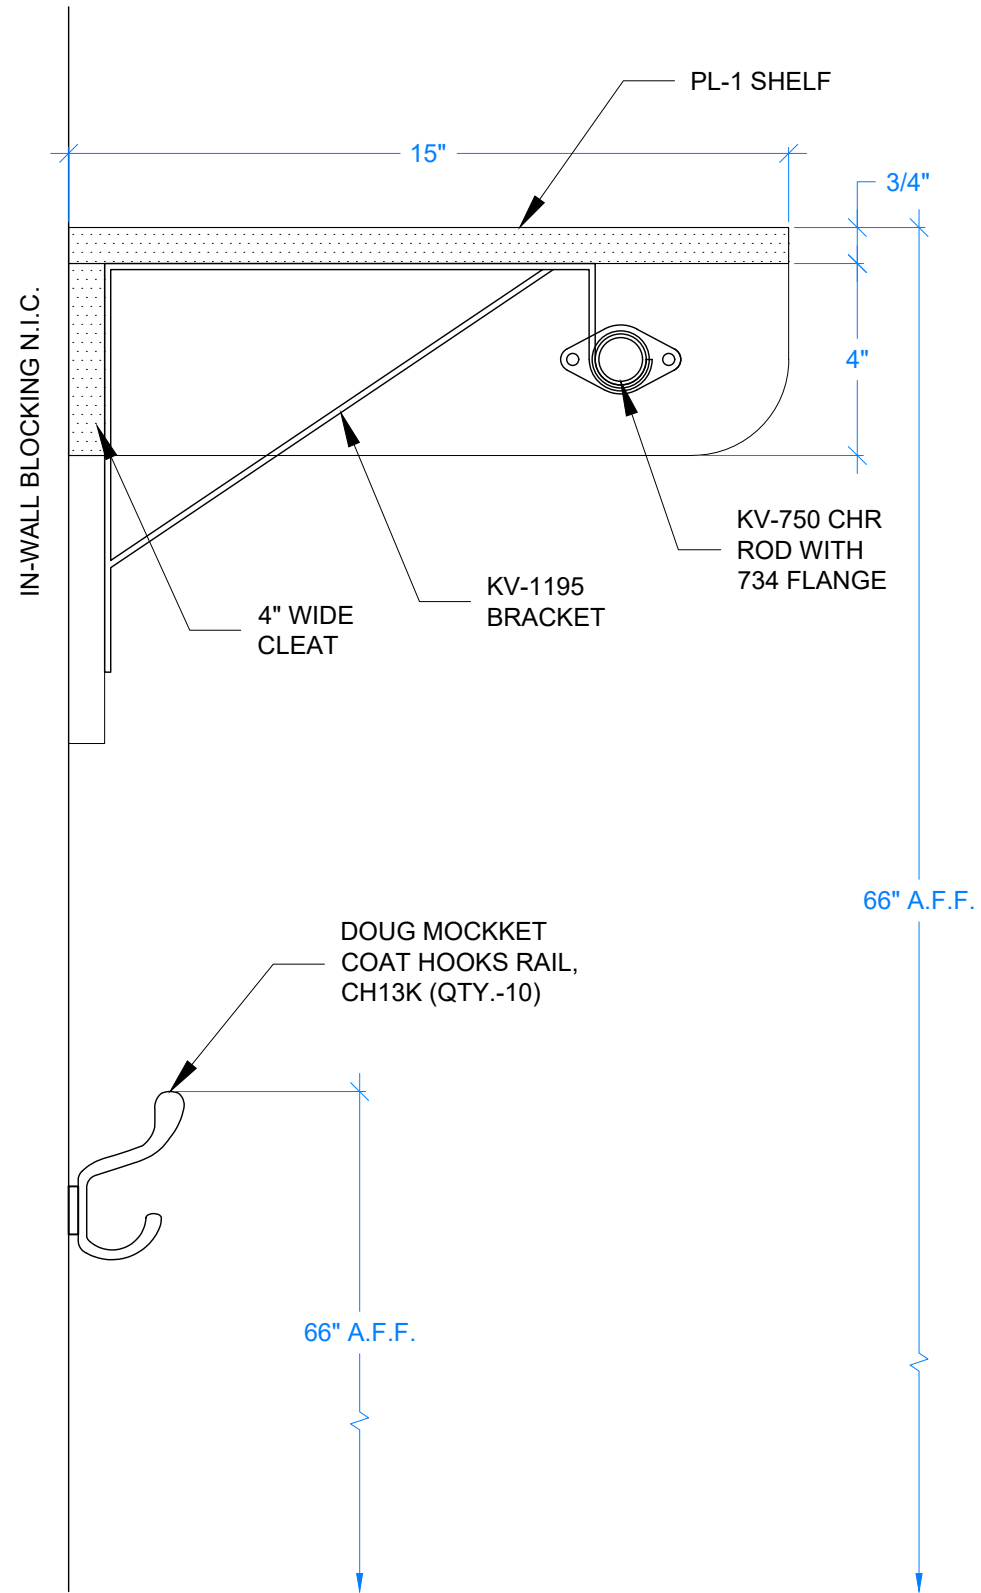 PL-1 SHELF
15"
3/4"
IN-WALL BLOCKING N.I.C.
4"
KV-750 CHR
ROD WITH
734 FLANGE
KV-1195
BRACKET
4" WIDE
CLEAT
66" A.F.F.
DOUG MOCKKET
COAT HOOKS RAIL,
CH13K (QTY.-10)
66" A.F.F.